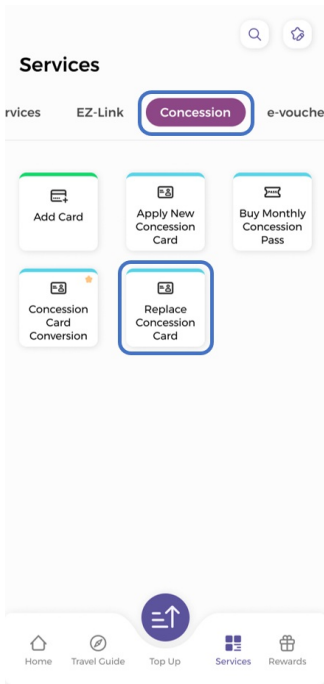 Services
rvices EZ-Link Concession e-vouche
Add Card
Apply New
Concession
Card
Buy Monthly
Concession
Pass
Concession
Card
Conversion
Replace
Concession
Card
Home Travel Guide Top Up Services Rewards